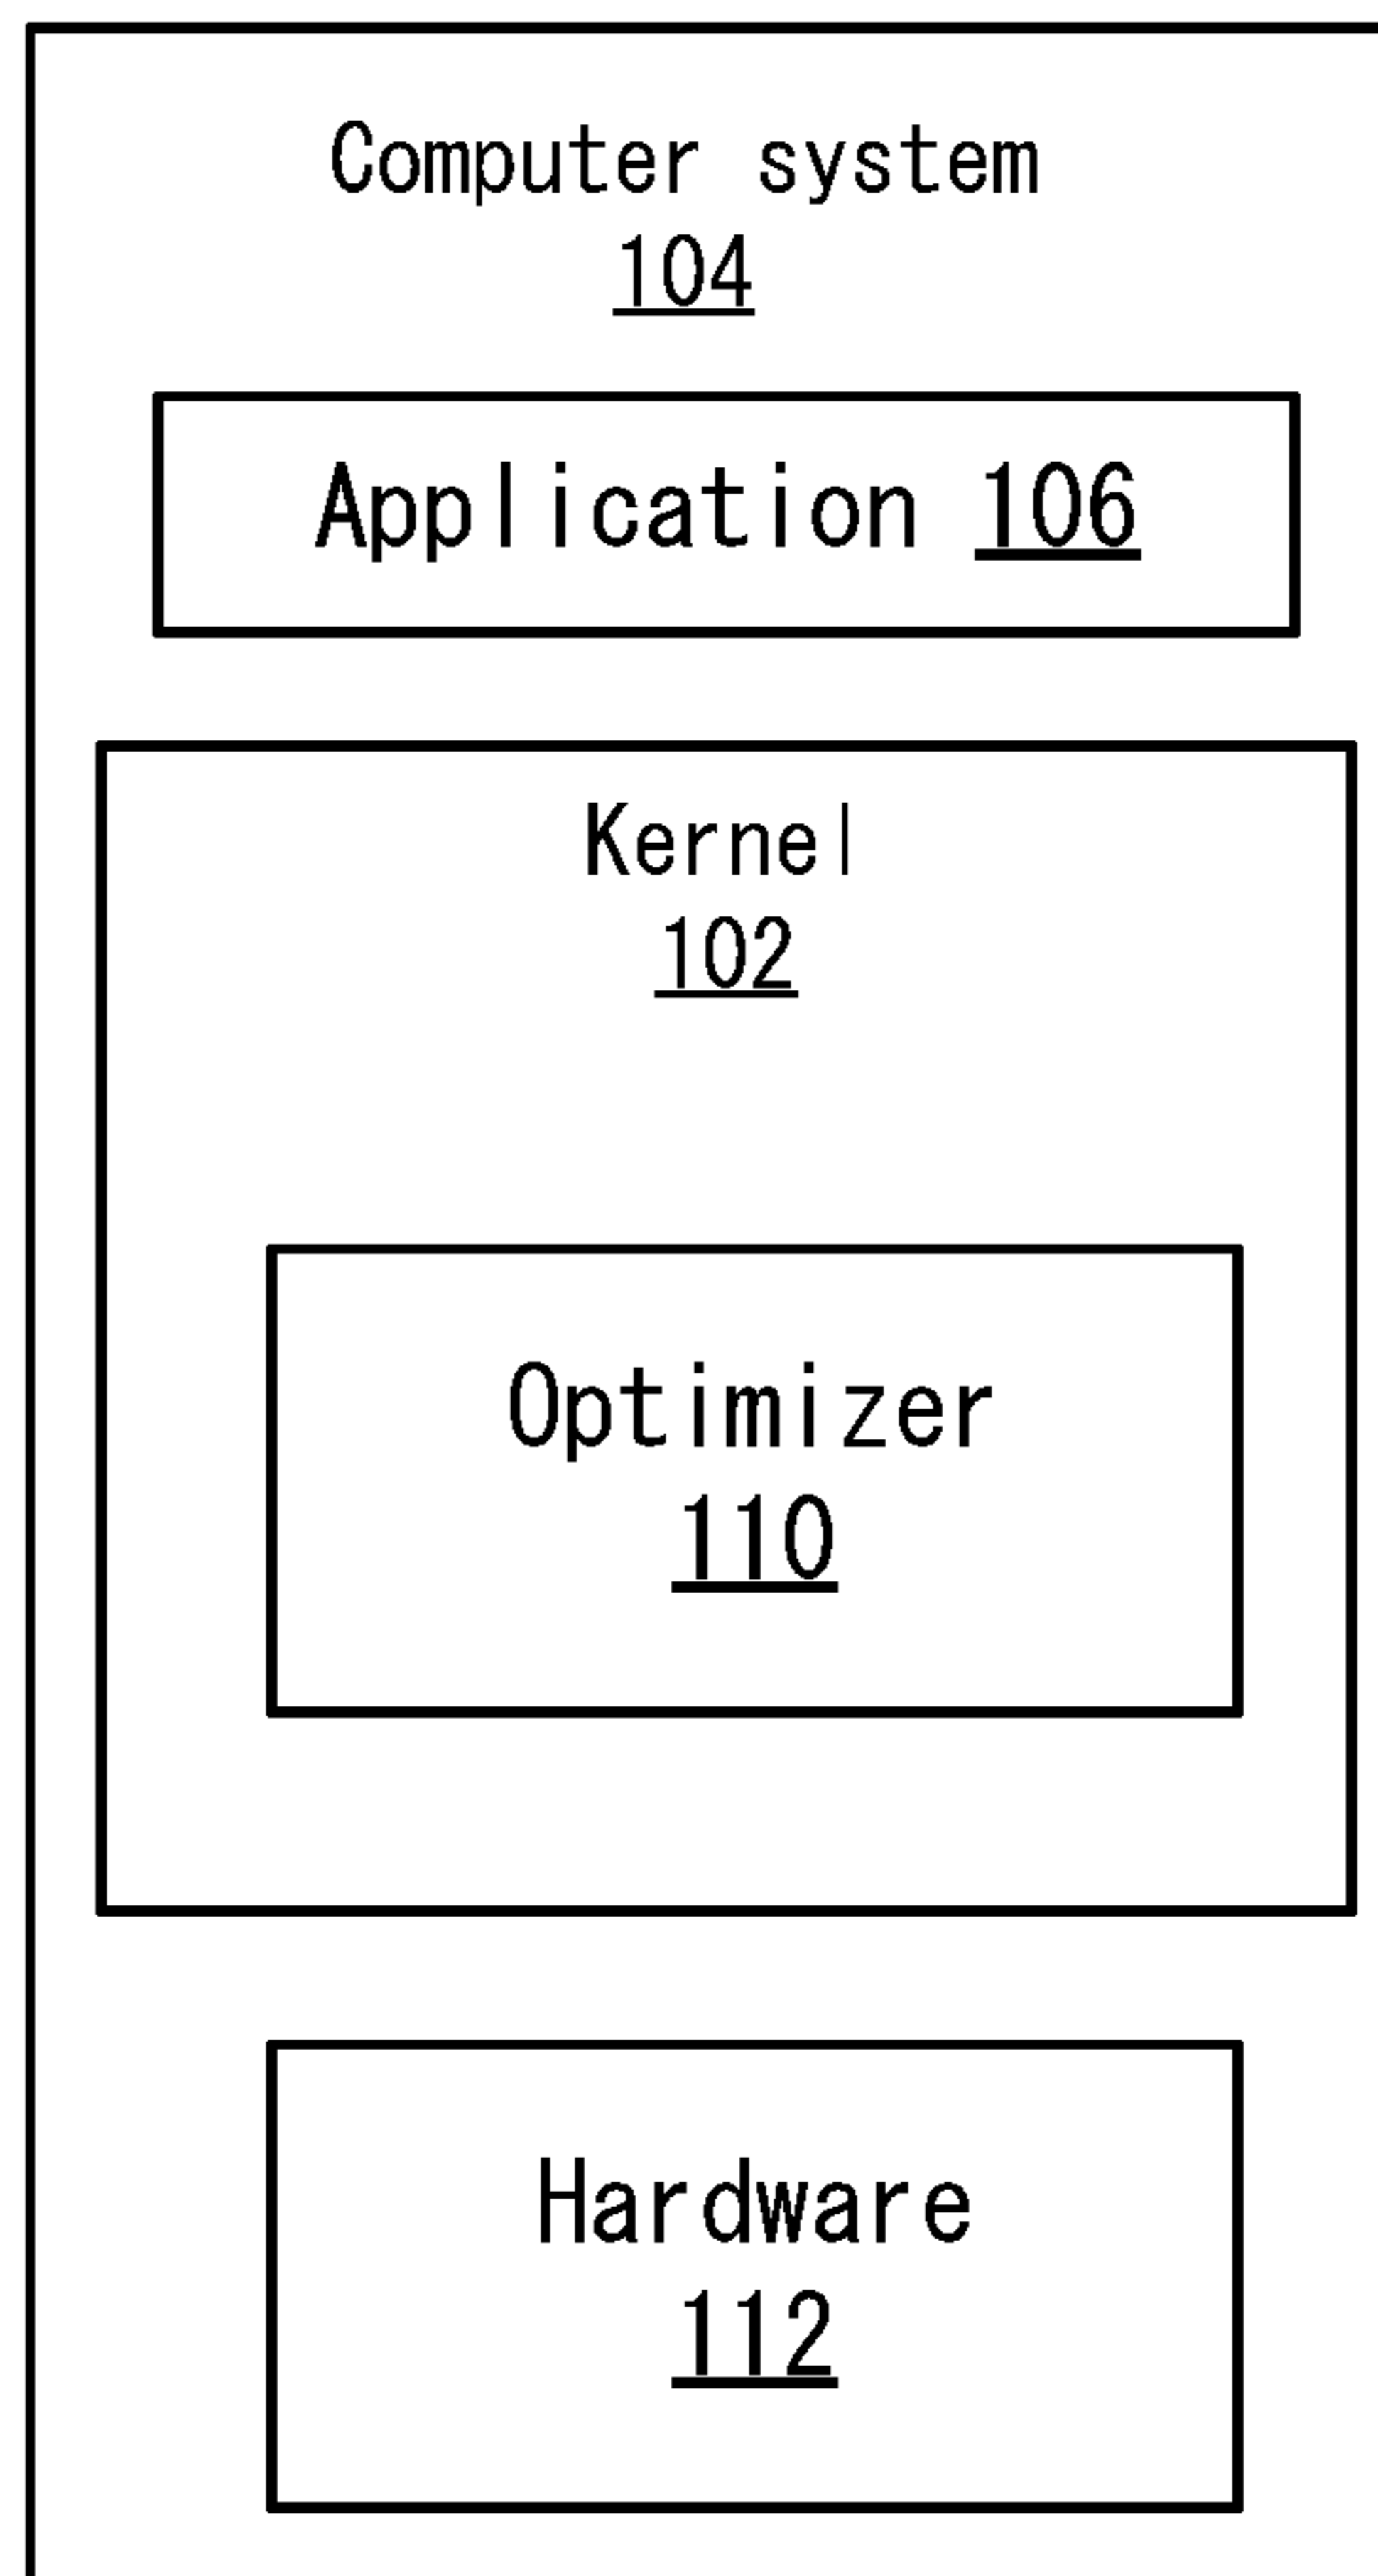 Computer system
104
Application 106
Kernel
102
Optimizer
110
Hardware
112